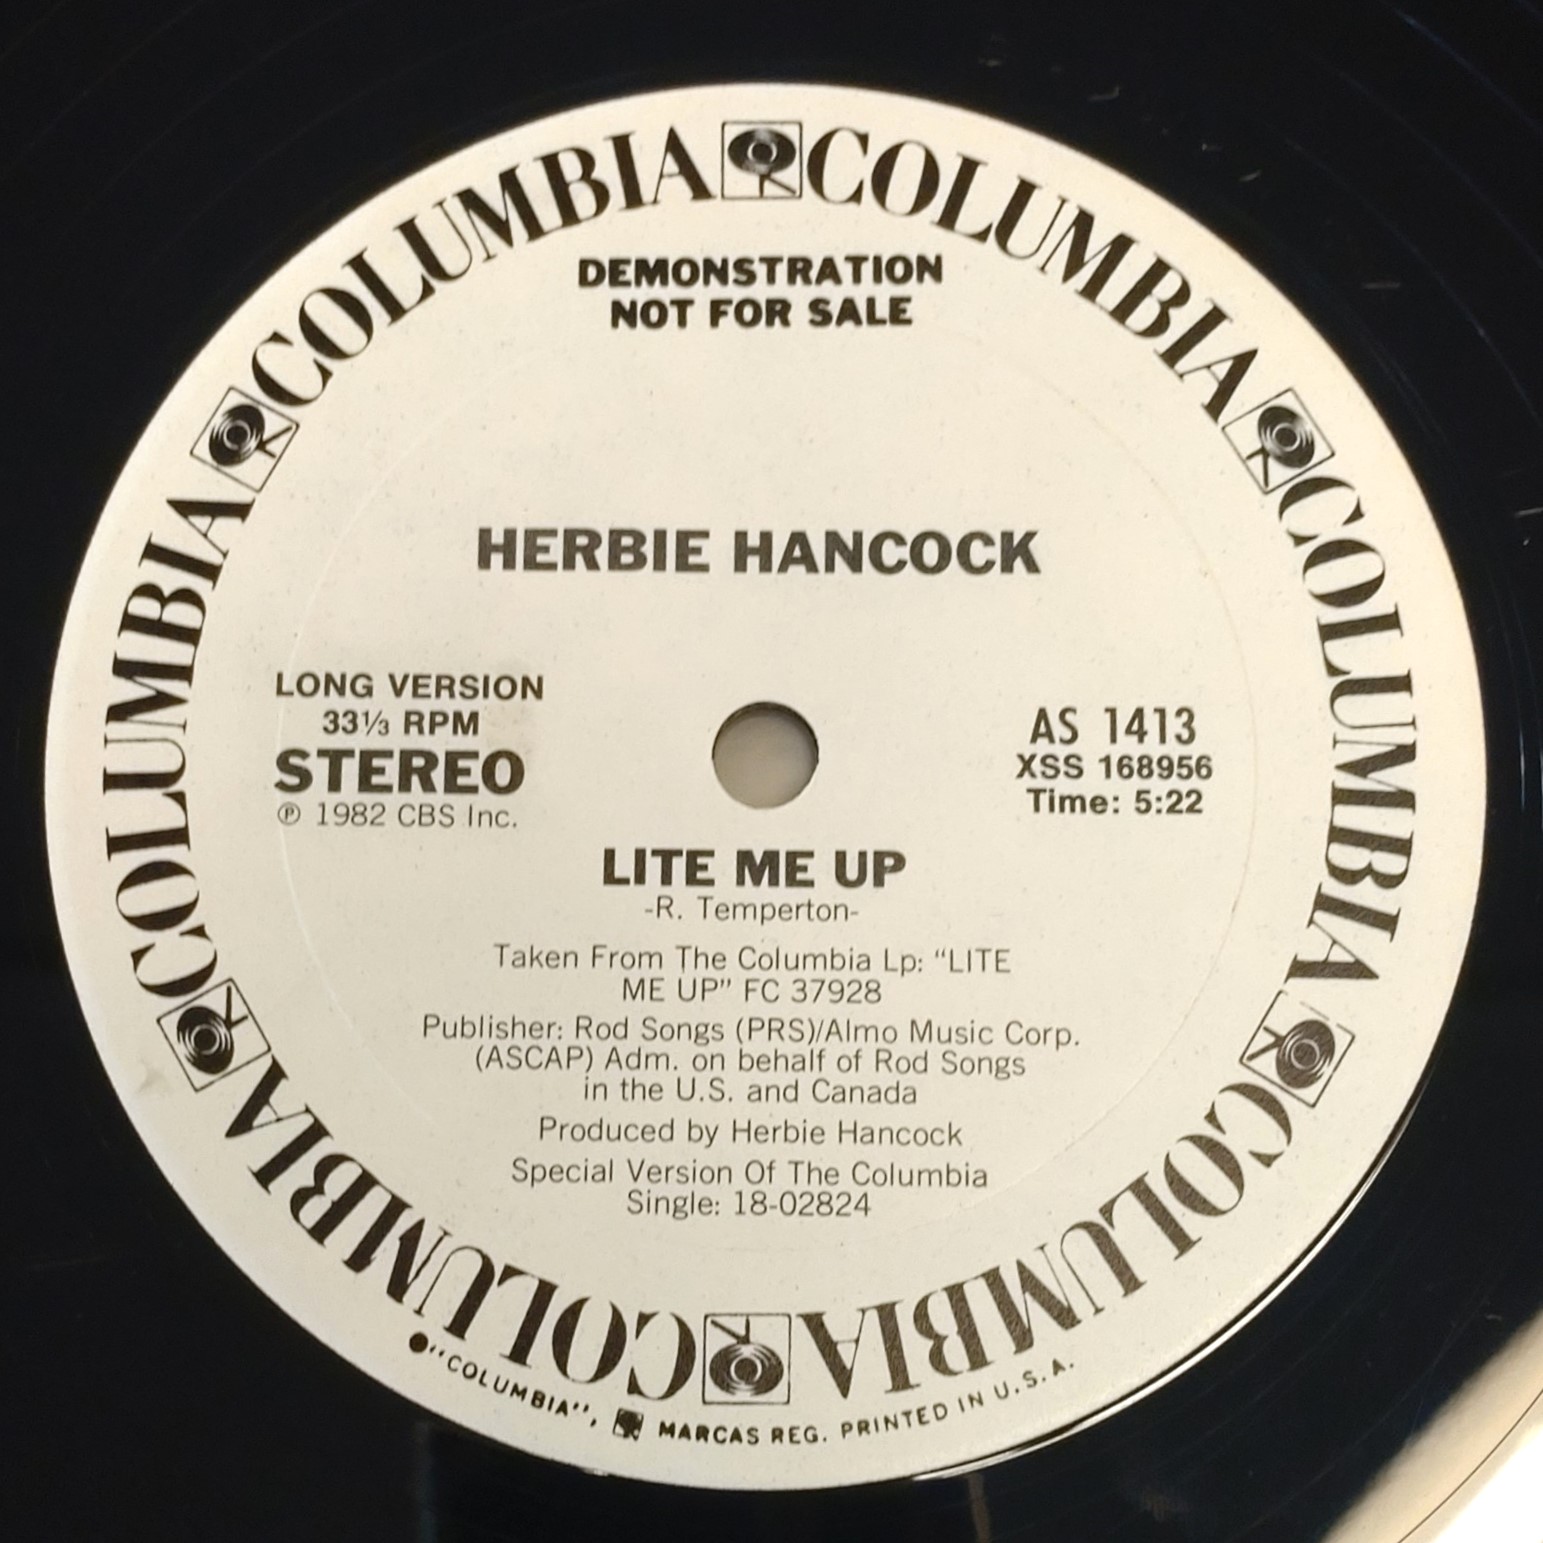 COLUMBIA COLUMBIA COLUMBIA COLUMBIA COLUMBIA COLUMBIA
DEMONSTRATION
NOT FOR SALE
HERBIE HANCOCK
LONG VERSION
33⅓ RPM
STEREO
℗ 1982 CBS Inc.
AS 1413
XSS 168956
Time: 5:22
LITE ME UP
-R. Temperton-
Taken From The Columbia Lp: "LITE
ME UP" FC 37928
Publisher: Rod Songs (PRS)/Almo Music Corp.
(ASCAP) Adm. on behalf of Rod Songs
in the U.S. and Canada
Produced by Herbie Hancock
Special Version Of The Columbia
Single: 18-02824
"COLUMBIA", MARCAS REG. PRINTED IN U.S.A.